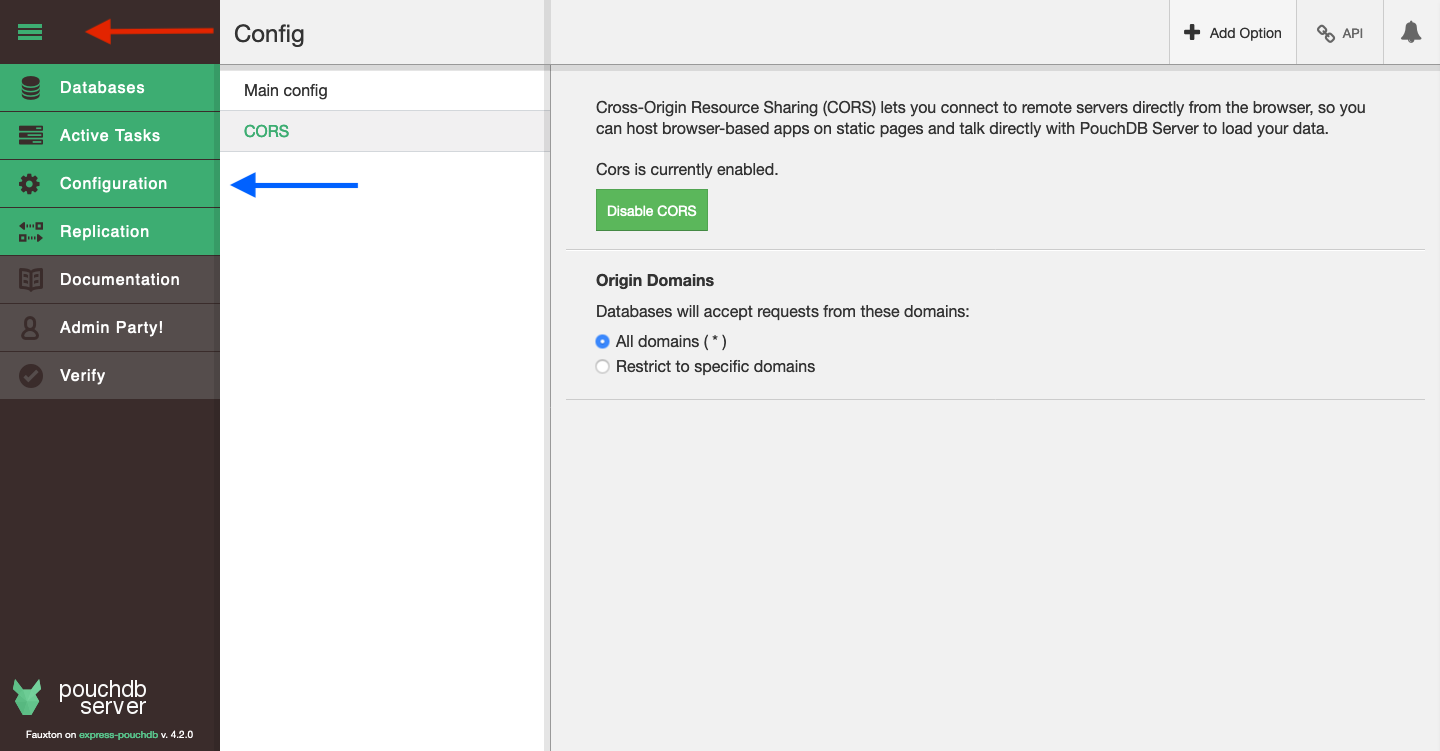 Config
Add Option
API
Databases
Active Tasks
Configuration
Replication
Documentation
Admin Party!
Verify
pouchdb
server
Fauxton on express-pouchdb v. 4.2.0
Main config
CORS
Cross-Origin Resource Sharing (CORS) lets you connect to remote servers directly from the browser, so you
can host browser-based apps on static pages and talk directly with PouchDB Server to load your data.
Cors is currently enabled.
Disable CORS
Origin Domains
Databases will accept requests from these domains:
All domains ( * )
Restrict to specific domains